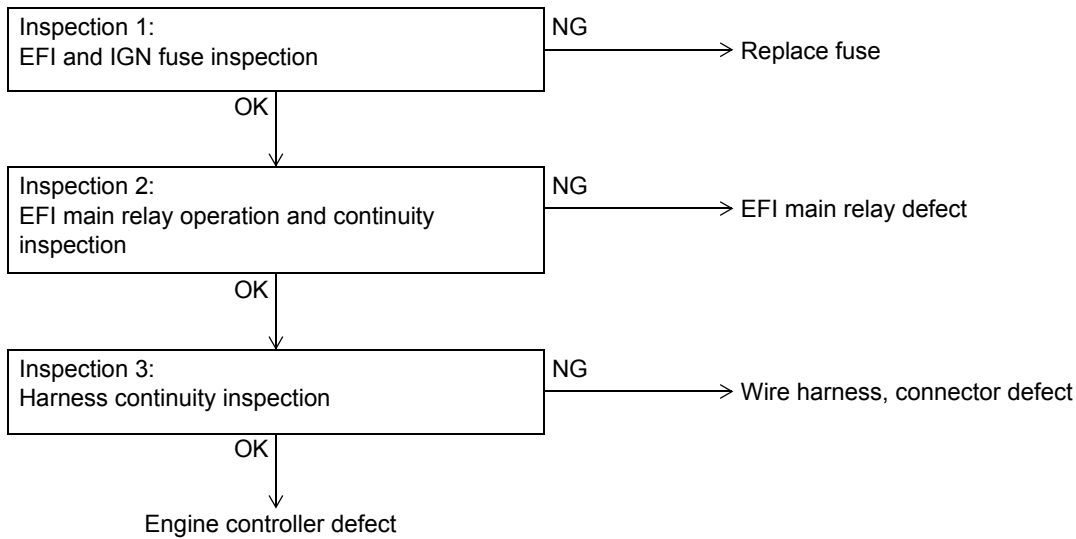 Inspection 1:
EFI and IGN fuse inspection
NG
Replace fuse
OK
Inspection 2:
EFI main relay operation and continuity
inspection
NG
EFI main relay defect
OK
Inspection 3:
Harness continuity inspection
NG
Wire harness, connector defect
OK
Engine controller defect